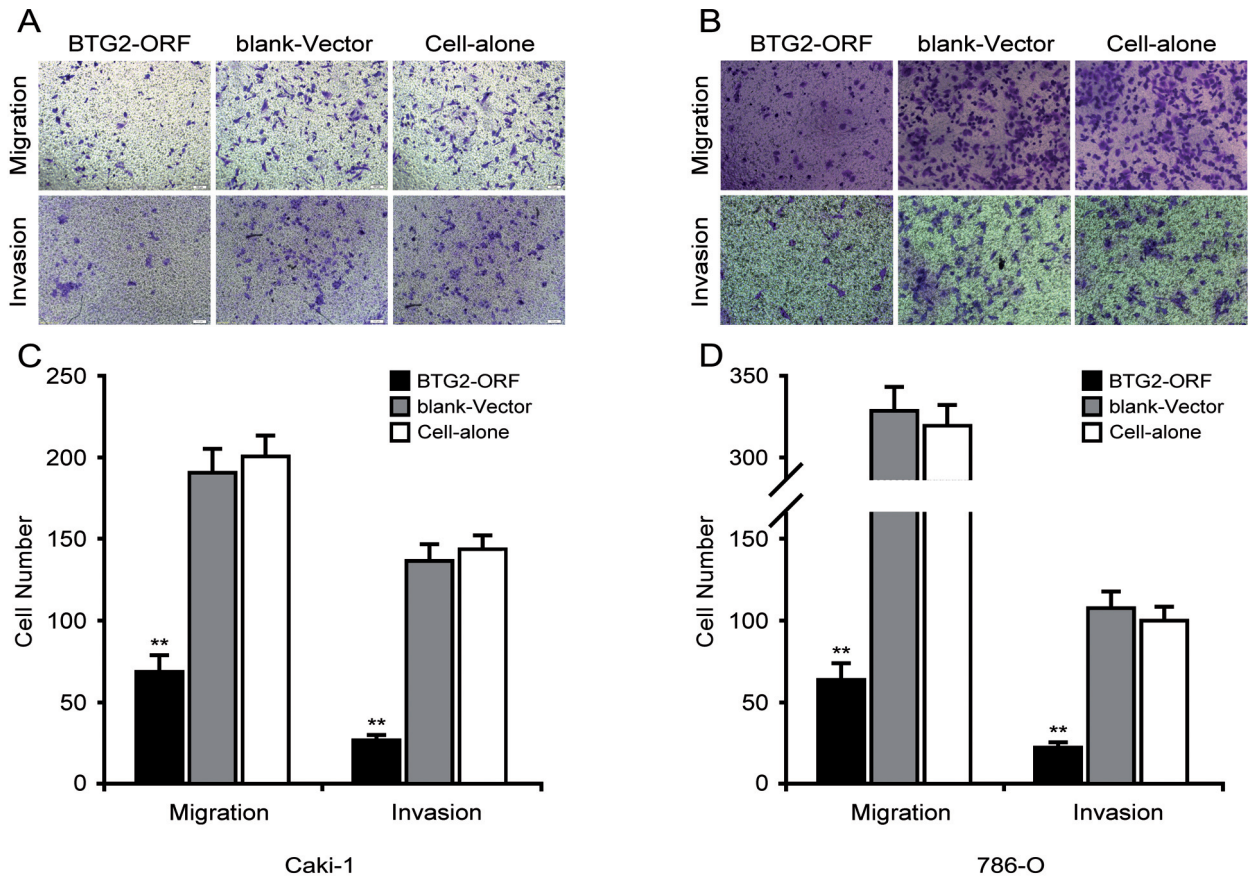 A
BTG2-ORF blank-Vector Cell-alone
Migration
Invasion
B
BTG2-ORF blank-Vector Cell-alone
Migration
Invasion
C
250
200
150
100
50
0
Cell Number
BTG2-ORF
blank-Vector
Cell-alone
**
**
Migration Invasion
Caki-1
D
350
300
150
100
50
0
Cell Number
BTG2-ORF
blank-Vector
Cell-alone
**
**
Migration Invasion
786-O